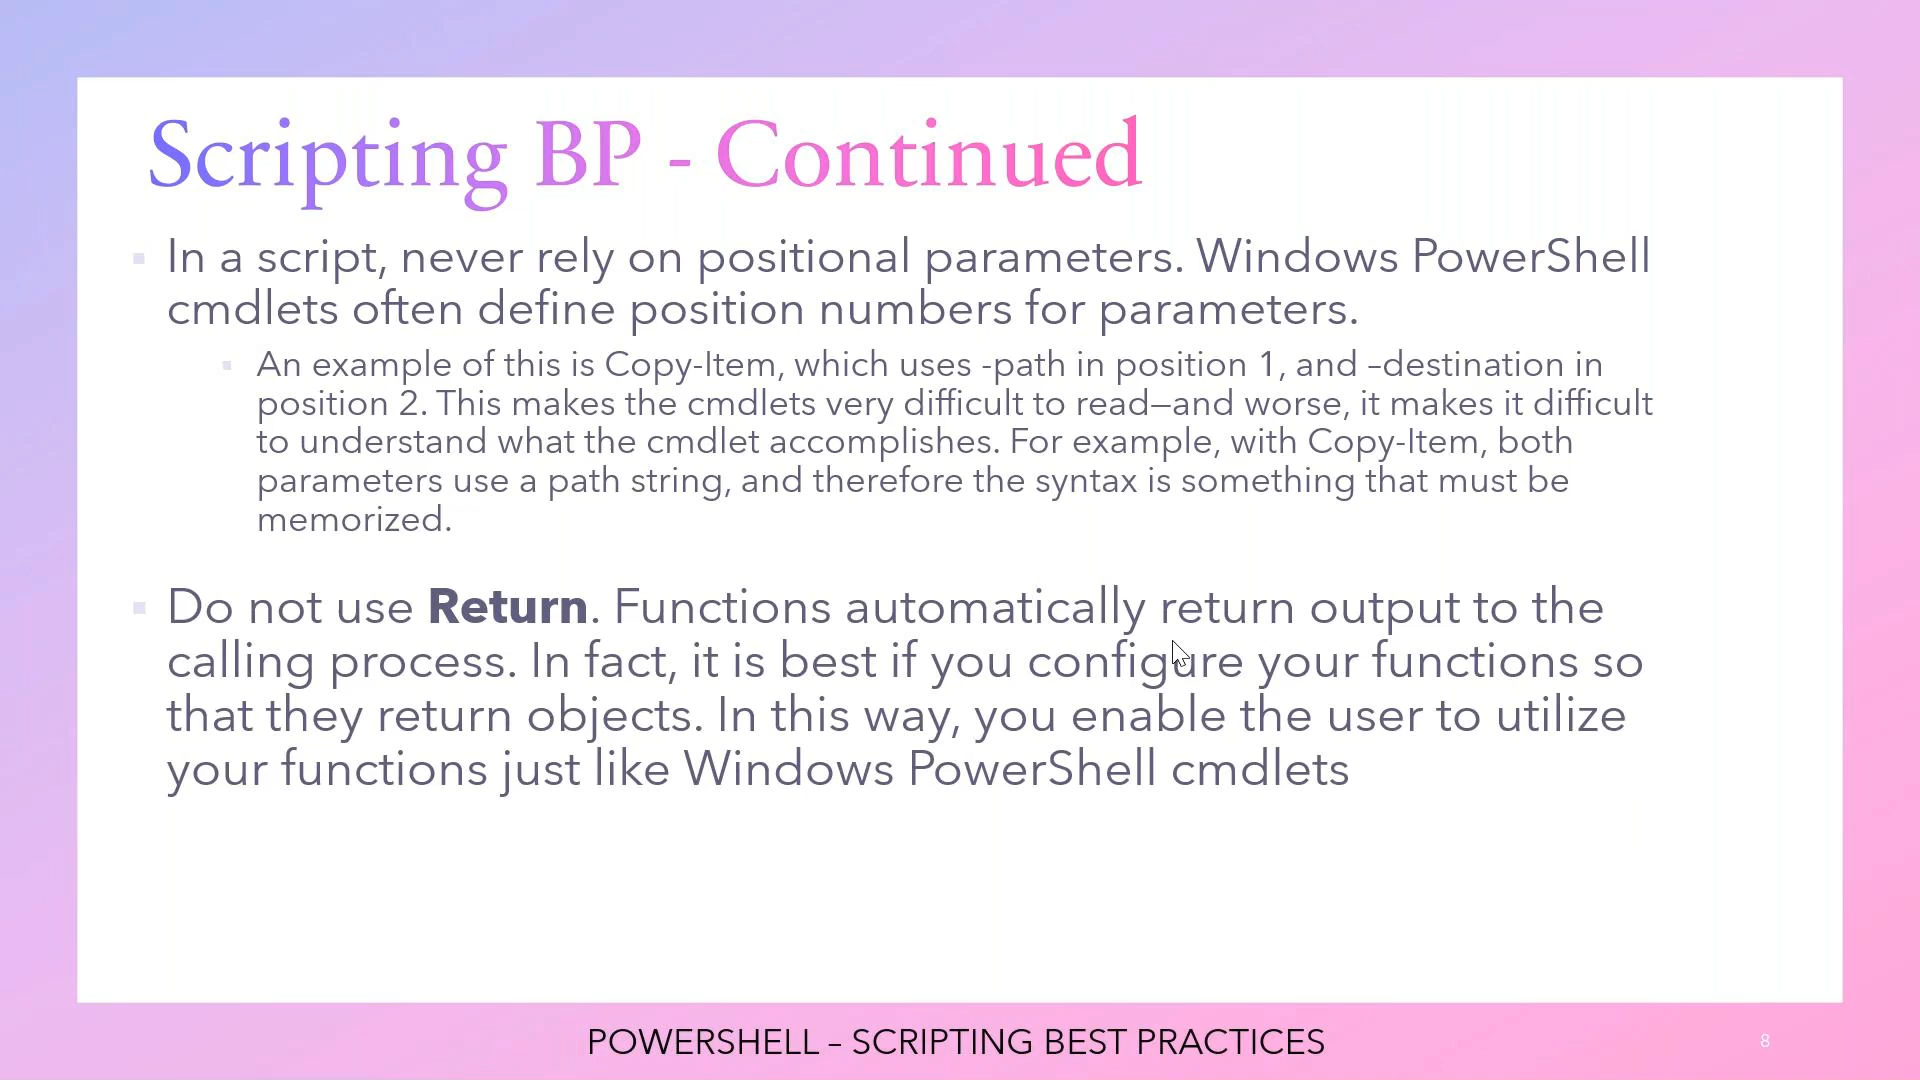 Scripting BP - Continued
In a script, never rely on positional parameters. Windows PowerShell
cmdlets often define position numbers for parameters.
An example of this is Copy-Item, which uses -path in position 1, and –destination in
position 2. This makes the cmdlets very difficult to read—and worse, it makes it difficult
to understand what the cmdlet accomplishes. For example, with Copy-Item, both
parameters use a path string, and therefore the syntax is something that must be
memorized.
Do not use Return. Functions automatically return output to the
calling process. In fact, it is best if you configure your functions so
that they return objects. In this way, you enable the user to utilize
your functions just like Windows PowerShell cmdlets
POWERSHELL – SCRIPTING BEST PRACTICES
8